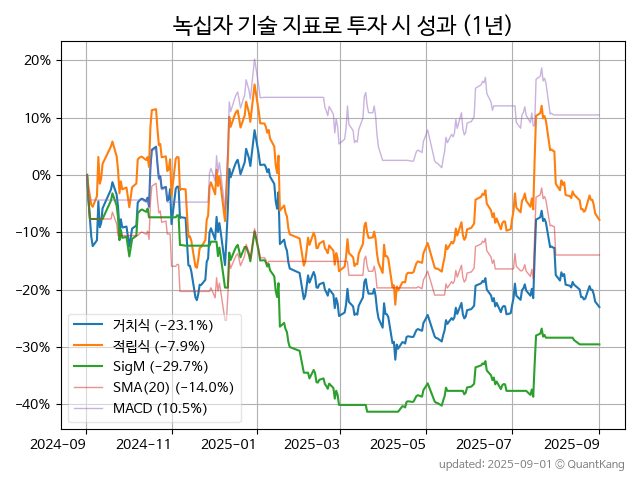 녹십자 기술 지표로 투자 시 성과 (1년)
20%
10%
0%
−10%
−20%
−30%
−40%
거치식 (−23.1%)
적립식 (−7.9%)
SigM (−29.7%)
SMA(20) (−14.0%)
MACD (10.5%)
2024-09
2024-11
2025-01
2025-03
2025-05
2025-07
2025-09
updated: 2025-09-01 © QuantKang